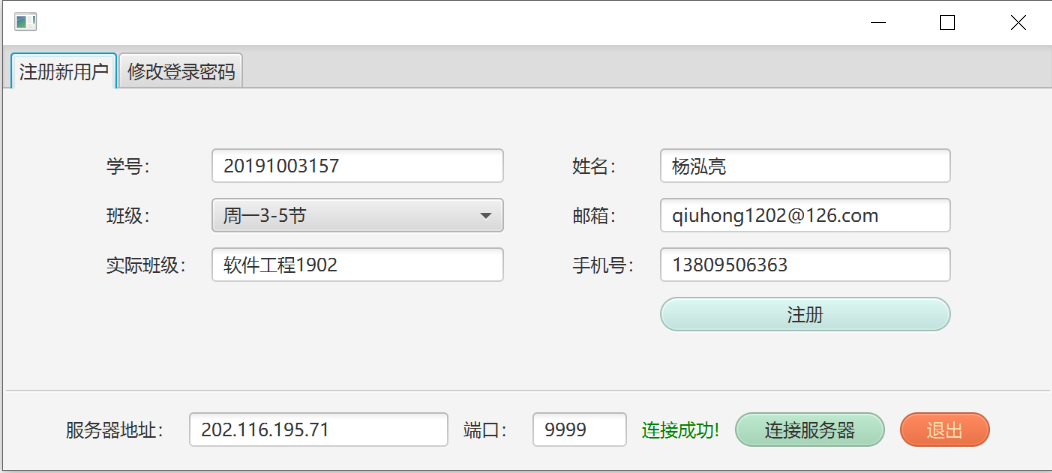 注册新用户 修改登录密码
学号： 20191003157 姓名： 杨泓亮
班级： 周一3-5节 邮箱： qiuhong1202@126.com
实际班级： 软件工程1902 手机号： 13809506363
注册
服务器地址： 202.116.195.71 端口： 9999 连接成功! 连接服务器 退出